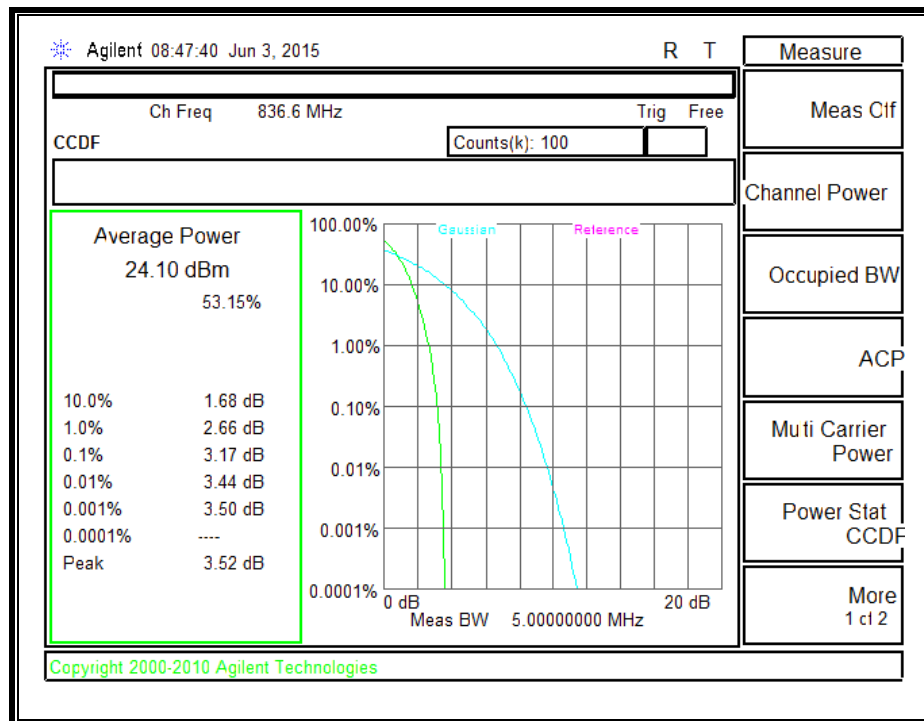 Agilent 08:47:40 Jun 3, 2015 R T
Measure
Ch Freq 836.6 MHz Trig Free
CCDF Counts(k): 100
Average Power
24.10 dBm
53.15%
10.0% 1.68 dB
1.0% 2.66 dB
0.1% 3.17 dB
0.01% 3.44 dB
0.001% 3.50 dB
0.0001% ----
Peak 3.52 dB
Gaussian Reference
100.00%
10.00%
1.00%
0.10%
0.01%
0.001%
0.0001%
0 dB 20 dB
Meas BW 5.00000000 MHz
Meas Off
Channel Power
Occupied BW
ACP
Multi Carrier
Power
Power Stat
CCDF
More
1 of 2
Copyright 2000-2010 Agilent Technologies